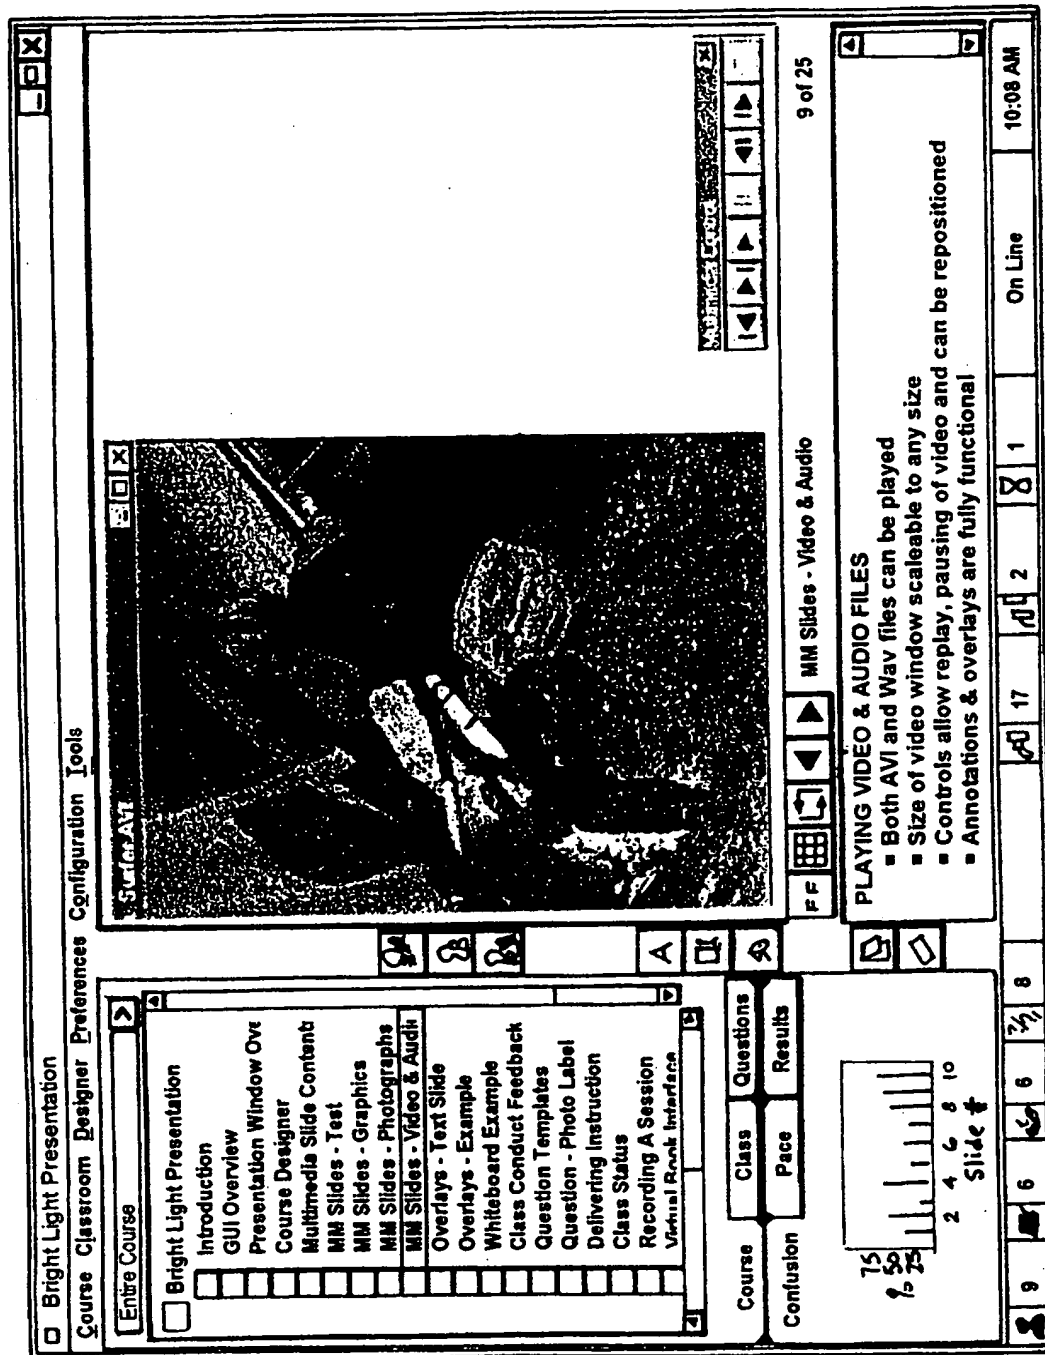 Bright Light Presentation
Course Classroom Designer Preferences Configuration Tools
Entire Course
Bright Light Presentation
Introduction
GUI Overview
Presentation Window Ove
Course Designer
Multimedia Slide Contents
MM Slides - Test
MM Slides - Graphics
MM Slides - Photographs
MM Slides - Video & Audio
Overlays - Text Slide
Overlays - Example
Whiteboard Example
Class Conduct Feedback
Question Templates
Question - Photo Label
Delivering Instruction
Class Status
Recording A Session
Virtual Book Interface
A
Course Class Questions
Confusion Pace Results
75
50
% 25
2 4 6 8 10
Slide #
FF
MM Slides - Video & Audio
9 of 25
PLAYING VIDEO & AUDIO FILES
▪ Both AVI and Wav files can be played
▪ Size of video window scaleable to any size
▪ Controls allow replay, pausing of video and can be repositioned
▪ Annotations & overlays are fully functional
9 6 6 8 17 2 1 On Line 10:08 AM